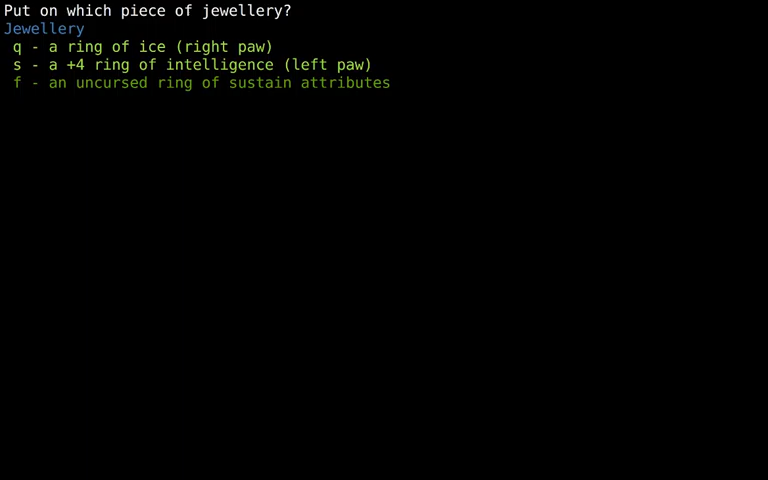 Put on which piece of jewellery?
Jewellery
q - a ring of ice (right paw)
s - a +4 ring of intelligence (left paw)
f - an uncursed ring of sustain attributes